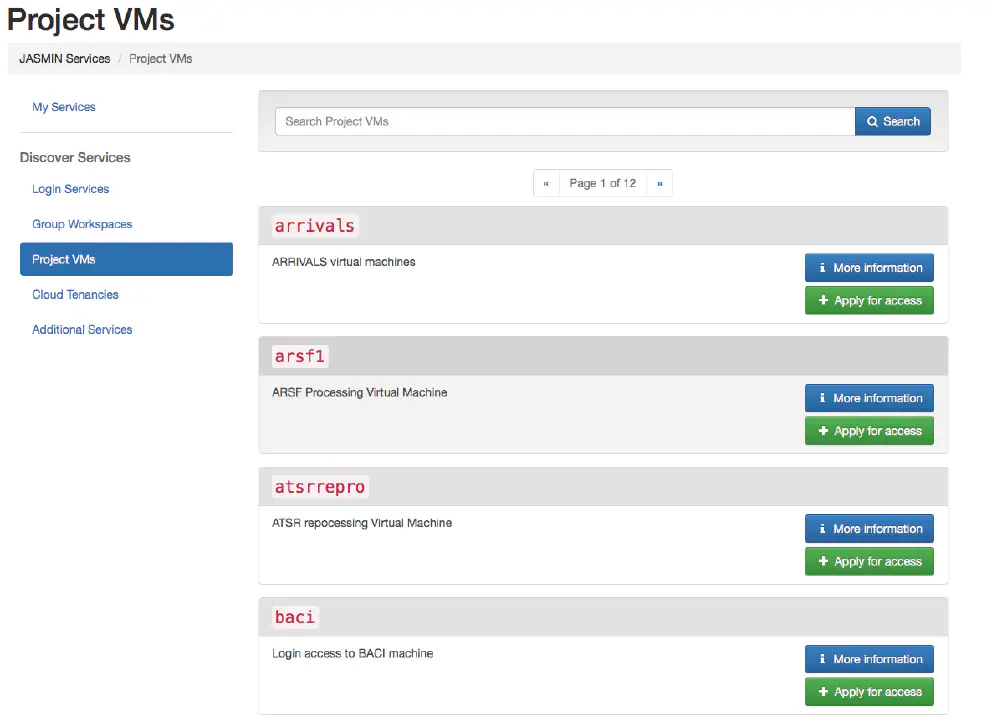 Project VMs
JASMIN Services / Project VMs
My Services
Discover Services
Login Services
Group Workspaces
Project VMs
Cloud Tenancies
Additional Services
Search Project VMs
Search
« Page 1 of 12 »
arrivals
ARRIVALS virtual machines
More information
Apply for access
arsf1
ARSF Processing Virtual Machine
More information
Apply for access
atsrrepro
ATSR repocessing Virtual Machine
More information
Apply for access
baci
Login access to BACI machine
More information
Apply for access